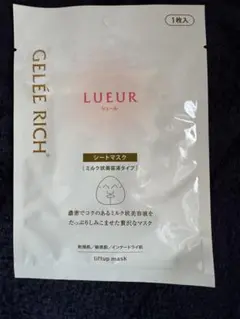 1枚入
GELÉE RICH
LUEUR
リュール
シートマスク
ミルク状美容液タイプ
濃密でコクのあるミルク状美容液を
たっぷりしみこませた贅沢なマスク
乾燥肌／敏感肌／インナードライ肌
liftup mask